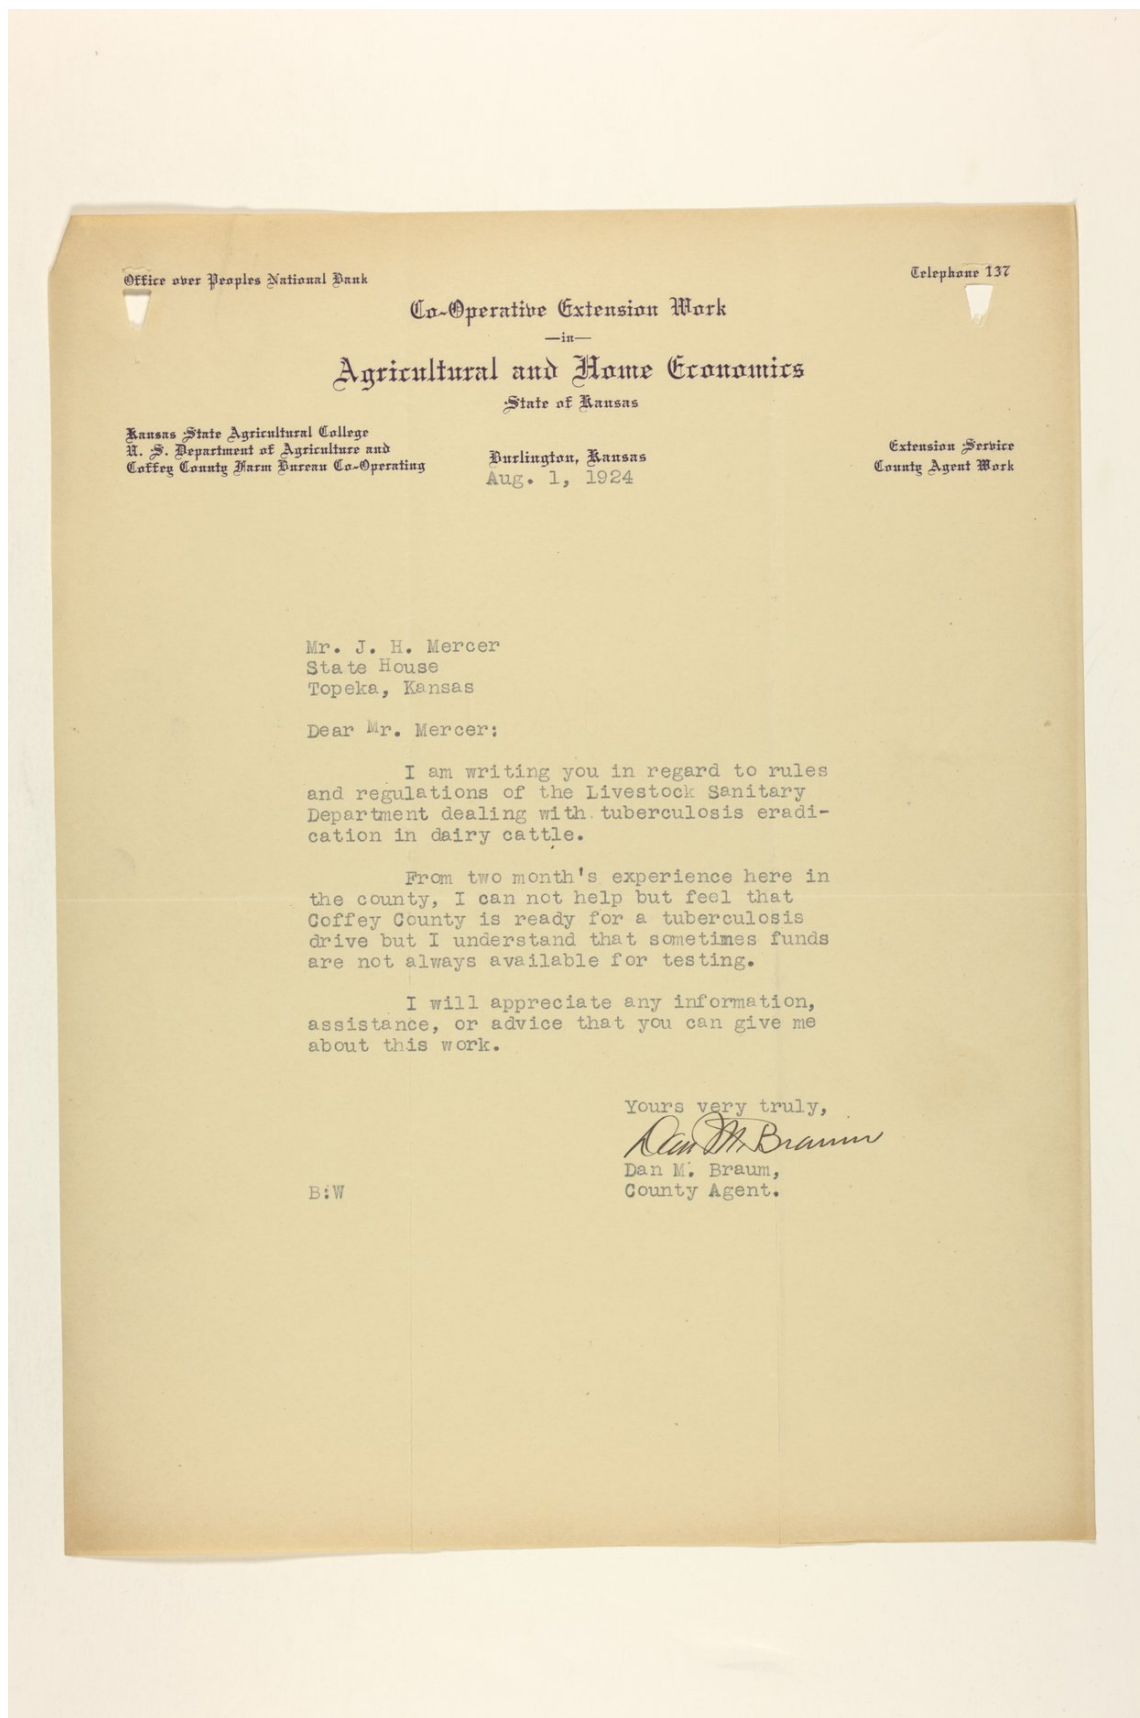 Office over Peoples National Bank
Telephone 137
Co-Operative Extension Work
—in—
Agricultural and Home Economics
State of Kansas
Kansas State Agricultural College
U. S. Department of Agriculture and
Coffey County Farm Bureau Co-Operating
Burlington, Kansas
Extension Service
County Agent Work
Aug. 1, 1924
Mr. J. H. Mercer
State House
Topeka, Kansas
Dear Mr. Mercer:
I am writing you in regard to rules
and regulations of the Livestock Sanitary
Department dealing with tuberculosis eradi-
cation in dairy cattle.
From two month's experience here in
the county, I can not help but feel that
Coffey County is ready for a tuberculosis
drive but I understand that sometimes funds
are not always available for testing.
I will appreciate any information,
assistance, or advice that you can give me
about this work.
Yours very truly,
Dan M. Braum
Dan M. Braum,
B:W
County Agent.